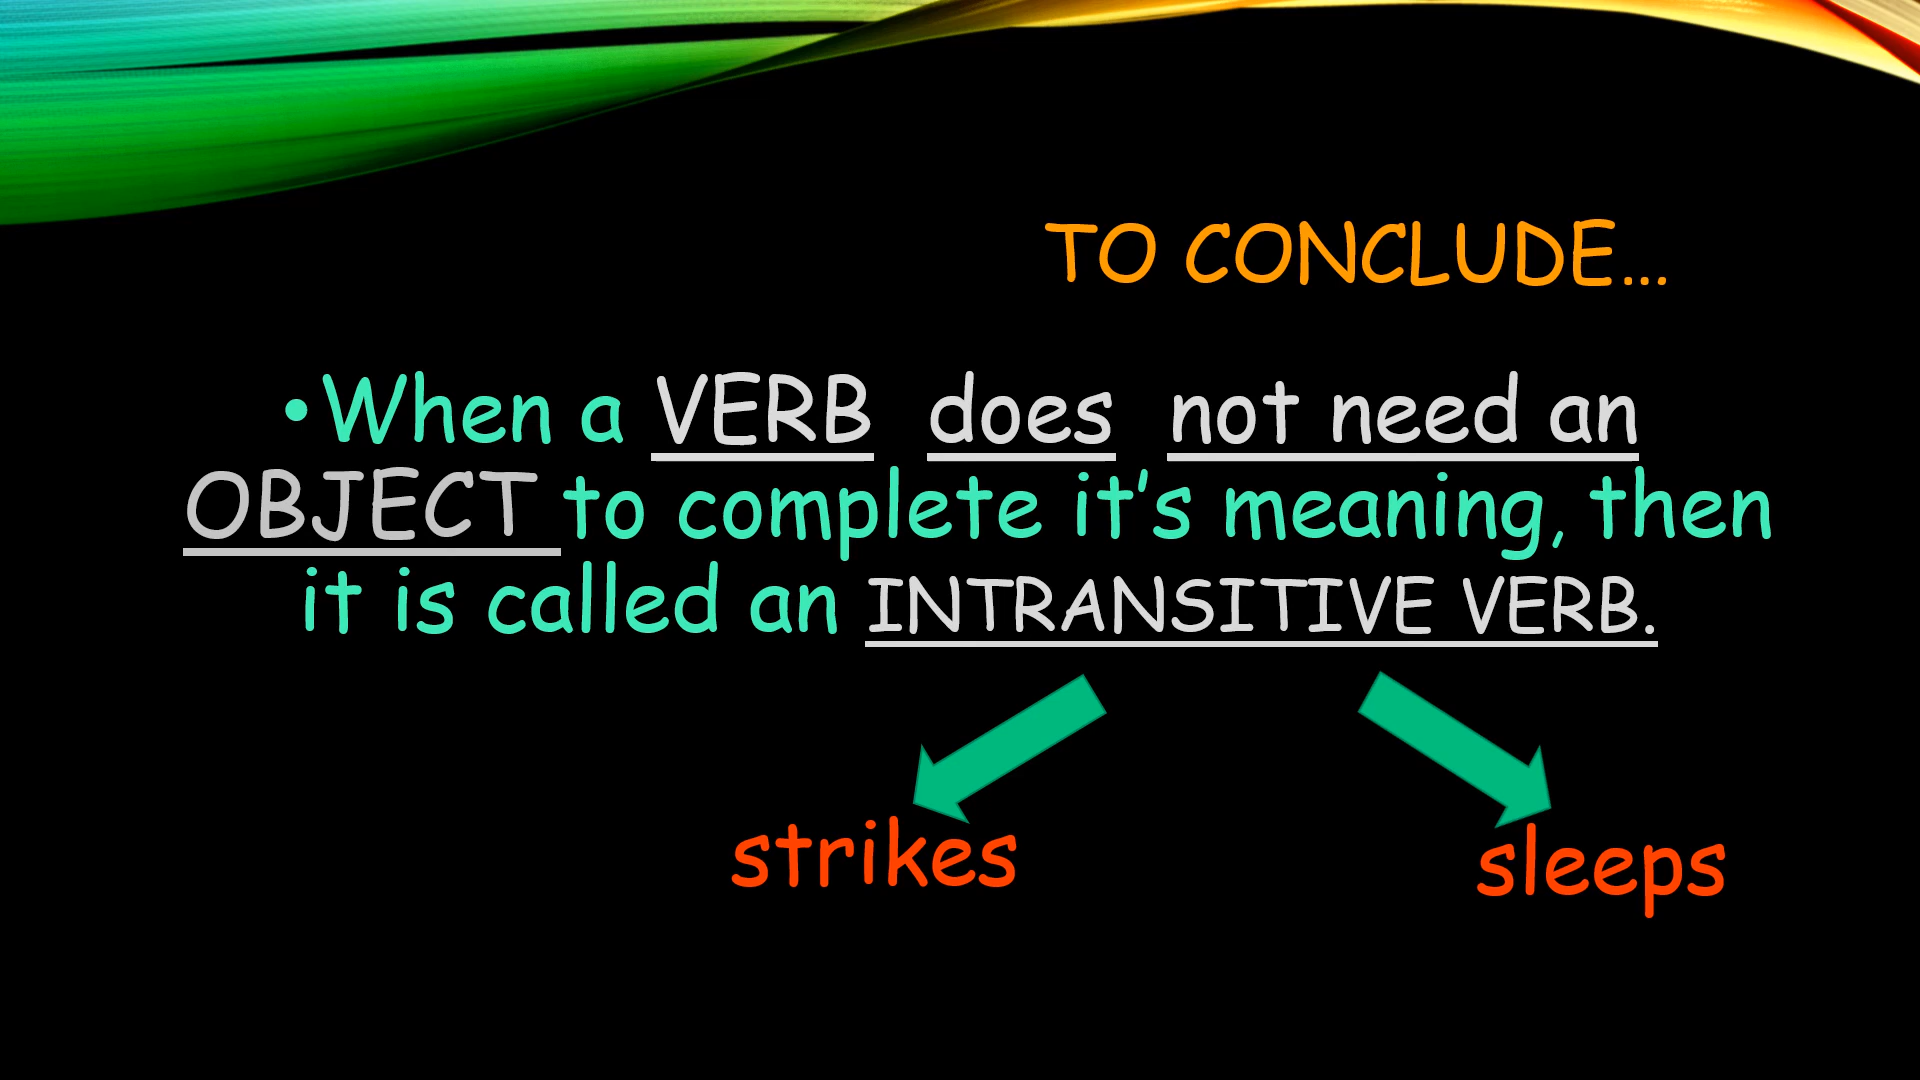 TO CONCLUDE...
•When a VERB does not need an
OBJECT to complete it’s meaning, then
it is called an INTRANSITIVE VERB.
strikes
sleeps